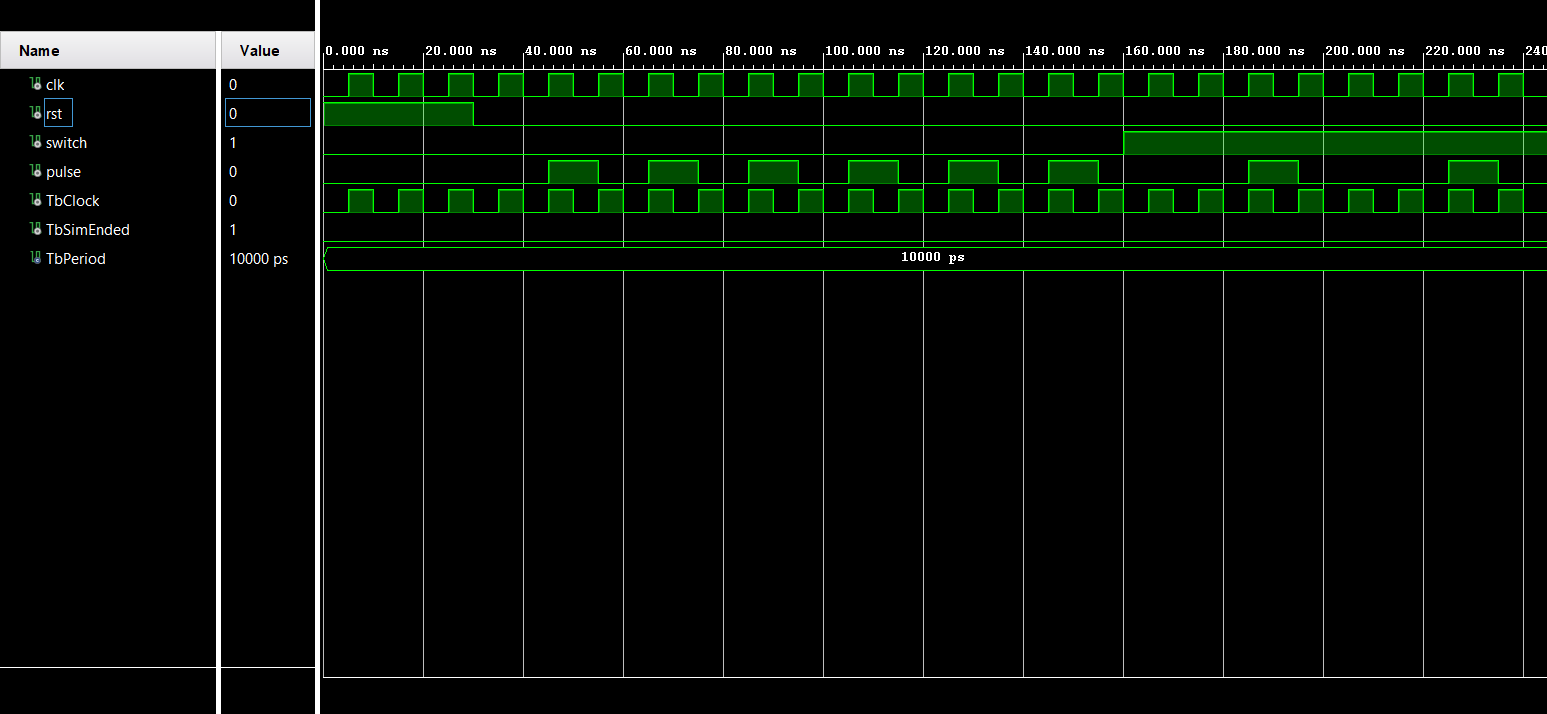 Name Value 0.000 ns 20.000 ns 40.000 ns 60.000 ns 80.000 ns 100.000 ns 120.000 ns 140.000 ns 160.000 ns 180.000 ns 200.000 ns 220.000 ns 240
clk 0
rst 0
switch 1
pulse 0
TbClock 0
TbSimEnded 1
TbPeriod 10000 ps 10000 ps